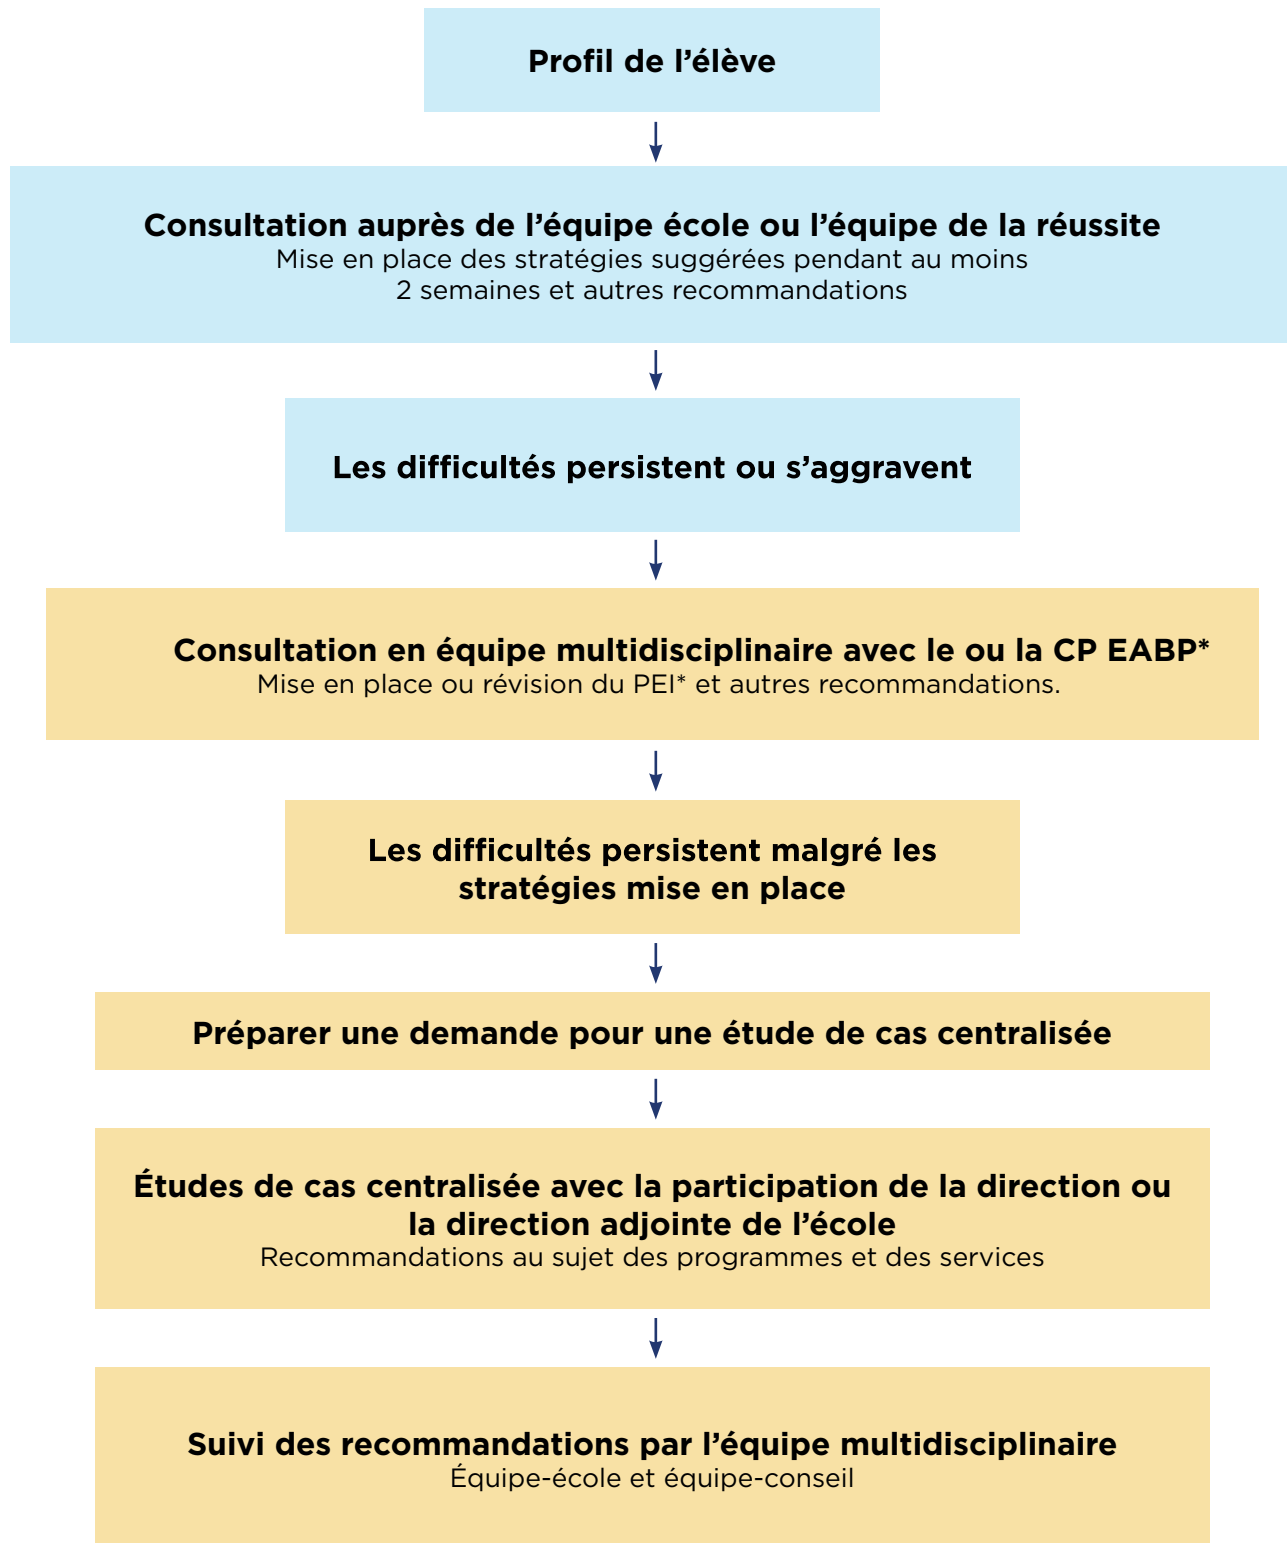 Profil de l’élève
Consultation auprès de l’équipe école ou l’équipe de la réussite
Mise en place des stratégies suggérées pendant au moins
2 semaines et autres recommandations
Les difficultés persistent ou s’aggravent
Consultation en équipe multidisciplinaire avec le ou la CP EABP*
Mise en place ou révision du PEI* et autres recommandations.
Les difficultés persistent malgré les
stratégies mise en place
Préparer une demande pour une étude de cas centralisée
Études de cas centralisée avec la participation de la direction ou
la direction adjointe de l’école
Recommandations au sujet des programmes et des services
Suivi des recommandations par l’équipe multidisciplinaire
Équipe-école et équipe-conseil